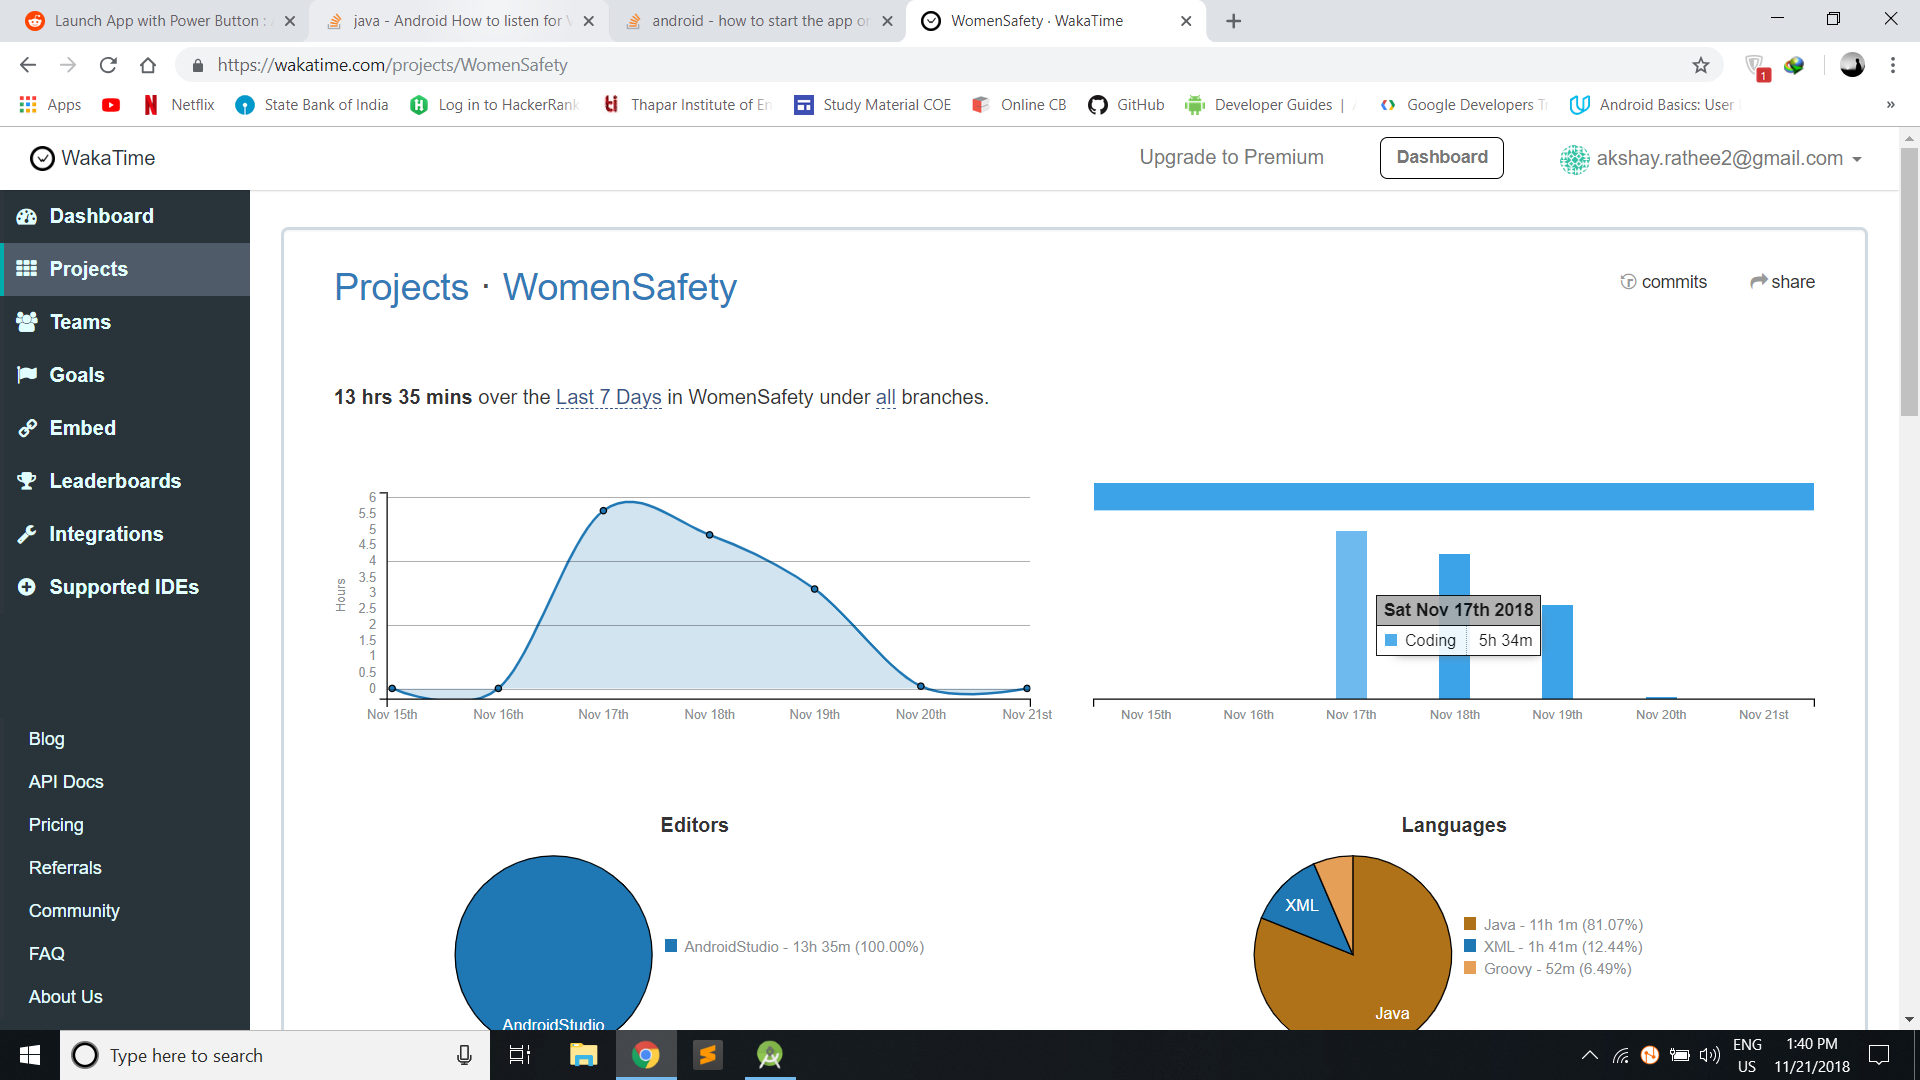 Launch App with Power Button :
java - Android How to listen for
android - how to start the app
WomenSafety · WakaTime
https://wakatime.com/projects/WomenSafety
1
Apps
Netflix
State Bank of India
Log in to HackerRank
Thapar Institute of En
Study Material COE
Online CB
GitHub
Developer Guides |
Google Developers
Android Basics: User
»
WakaTime
Upgrade to Premium
Dashboard
akshay.rathee2@gmail.com
Dashboard
Projects
Teams
Goals
Embed
Leaderboards
Integrations
Supported IDEs
Blog
API Docs
Pricing
Referrals
Community
FAQ
About Us
Projects · WomenSafety
commits
share
13 hrs 35 mins over the Last 7 Days in WomenSafety under all branches.
Hours
6
5.5
5
4.5
4
3.5
3
2.5
2
1.5
1
0.5
0
Nov 15th Nov 16th Nov 17th Nov 18th Nov 19th Nov 20th Nov 21st
Sat Nov 17th 2018
Coding 5h 34m
Nov 15th Nov 16th Nov 17th Nov 18th Nov 19th Nov 20th Nov 21st
Editors
AndroidStudio
AndroidStudio - 13h 35m (100.00%)
Languages
XML
Java
Java - 11h 1m (81.07%)
XML - 1h 41m (12.44%)
Groovy - 52m (6.49%)
Type here to search
ENG
US
1:40 PM
11/21/2018